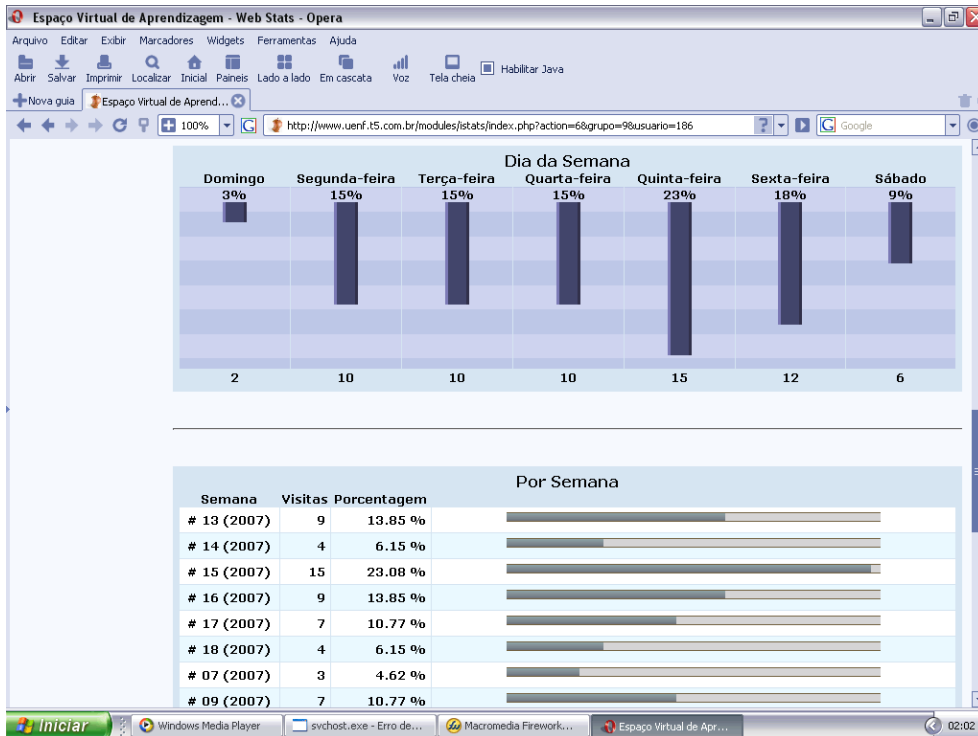 Espaço Virtual de Aprendizagem - Web Stats - Opera
Arquivo Editar Exibir Marcadores Widgets Ferramentas Ajuda
Abrir Salvar Imprimir Localizar Inicial Paineis Lado a lado Em cascata Voz Tela cheia Habilitar Java
Nova guia Espaço Virtual de Aprend...
100% G http://www.uenf.t5.com.br/modules/istats/index.php?action=6&grupo=9&usuario=186 ? G Google
Dia da Semana
Domingo Segunda-feira Terça-feira Quarta-feira Quinta-feira Sexta-feira Sábado
3% 15% 15% 15% 23% 18% 9%
2 10 10 10 15 12 6
Por Semana
Semana Visitas Porcentagem
# 13 (2007) 9 13.85 %
# 14 (2007) 4 6.15 %
# 15 (2007) 15 23.08 %
# 16 (2007) 9 13.85 %
# 17 (2007) 7 10.77 %
# 18 (2007) 4 6.15 %
# 07 (2007) 3 4.62 %
# 09 (2007) 7 10.77 %
Iniciar Windows Media Player svchost.exe - Erro de... Macromedia Firework... Espaço Virtual de Apr... 02:02